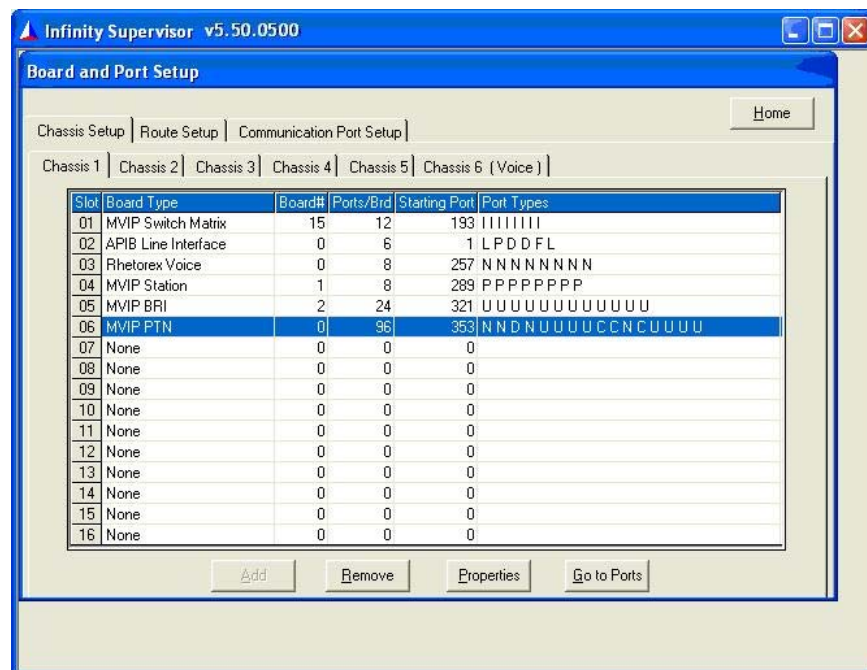 Infinity Supervisor v5.50.0500
Board and Port Setup
Home
Chassis Setup Route Setup Communication Port Setup
Chassis 1 Chassis 2 Chassis 3 Chassis 4 Chassis 5 Chassis 6 (Voice)
Slot Board Type Board# Ports/Brd Starting Port Port Types
01 MVIP Switch Matrix 15 12 193 I I I I I I I I
02 APIB Line Interface 0 6 1 L P D D F L
03 Rhetorex Voice 0 8 257 N N N N N N N N
04 MVIP Station 1 8 289 P P P P P P P P
05 MVIP BRI 2 24 321 U U U U U U U U U U U U
06 MVIP PTN 0 96 353 N N D N U U U U C C N C U U U U
07 None 0 0 0
08 None 0 0 0
09 None 0 0 0
10 None 0 0 0
11 None 0 0 0
12 None 0 0 0
13 None 0 0 0
14 None 0 0 0
15 None 0 0 0
16 None 0 0 0
Add Remove Properties Go to Ports